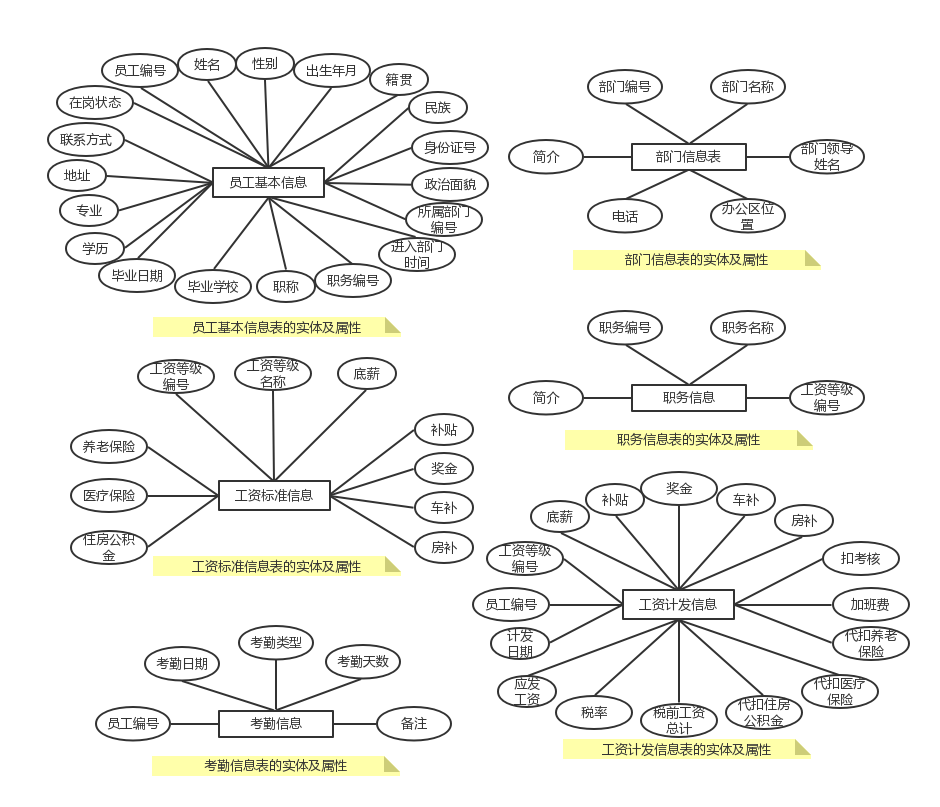 员工编号
姓名
性别
出生年月
籍贯
在岗状态
民族
联系方式
身份证号
地址
员工基本信息
政治面貌
专业
所属部门
编号
学历
进入部门
时间
毕业日期
毕业学校
职称
职务编号
员工基本信息表的实体及属性
部门编号
部门名称
简介
部门信息表
部门领导
姓名
电话
办公区位
置
部门信息表的实体及属性
工资等级
编号
工资等级
名称
底薪
养老保险
补贴
医疗保险
工资标准信息
奖金
车补
住房公积
金
房补
工资标准信息表的实体及属性
职务编号
职务名称
简介
职务信息
工资等级
编号
职务信息表的实体及属性
底薪
补贴
奖金
车补
房补
工资等级
编号
扣考核
员工编号
工资计发信息
加班费
计发
日期
代扣养老
保险
应发
工资
税率
税前工资
总计
代扣住房
公积金
代扣医疗
保险
工资计发信息表的实体及属性
考勤日期
考勤类型
考勤天数
员工编号
考勤信息
备注
考勤信息表的实体及属性